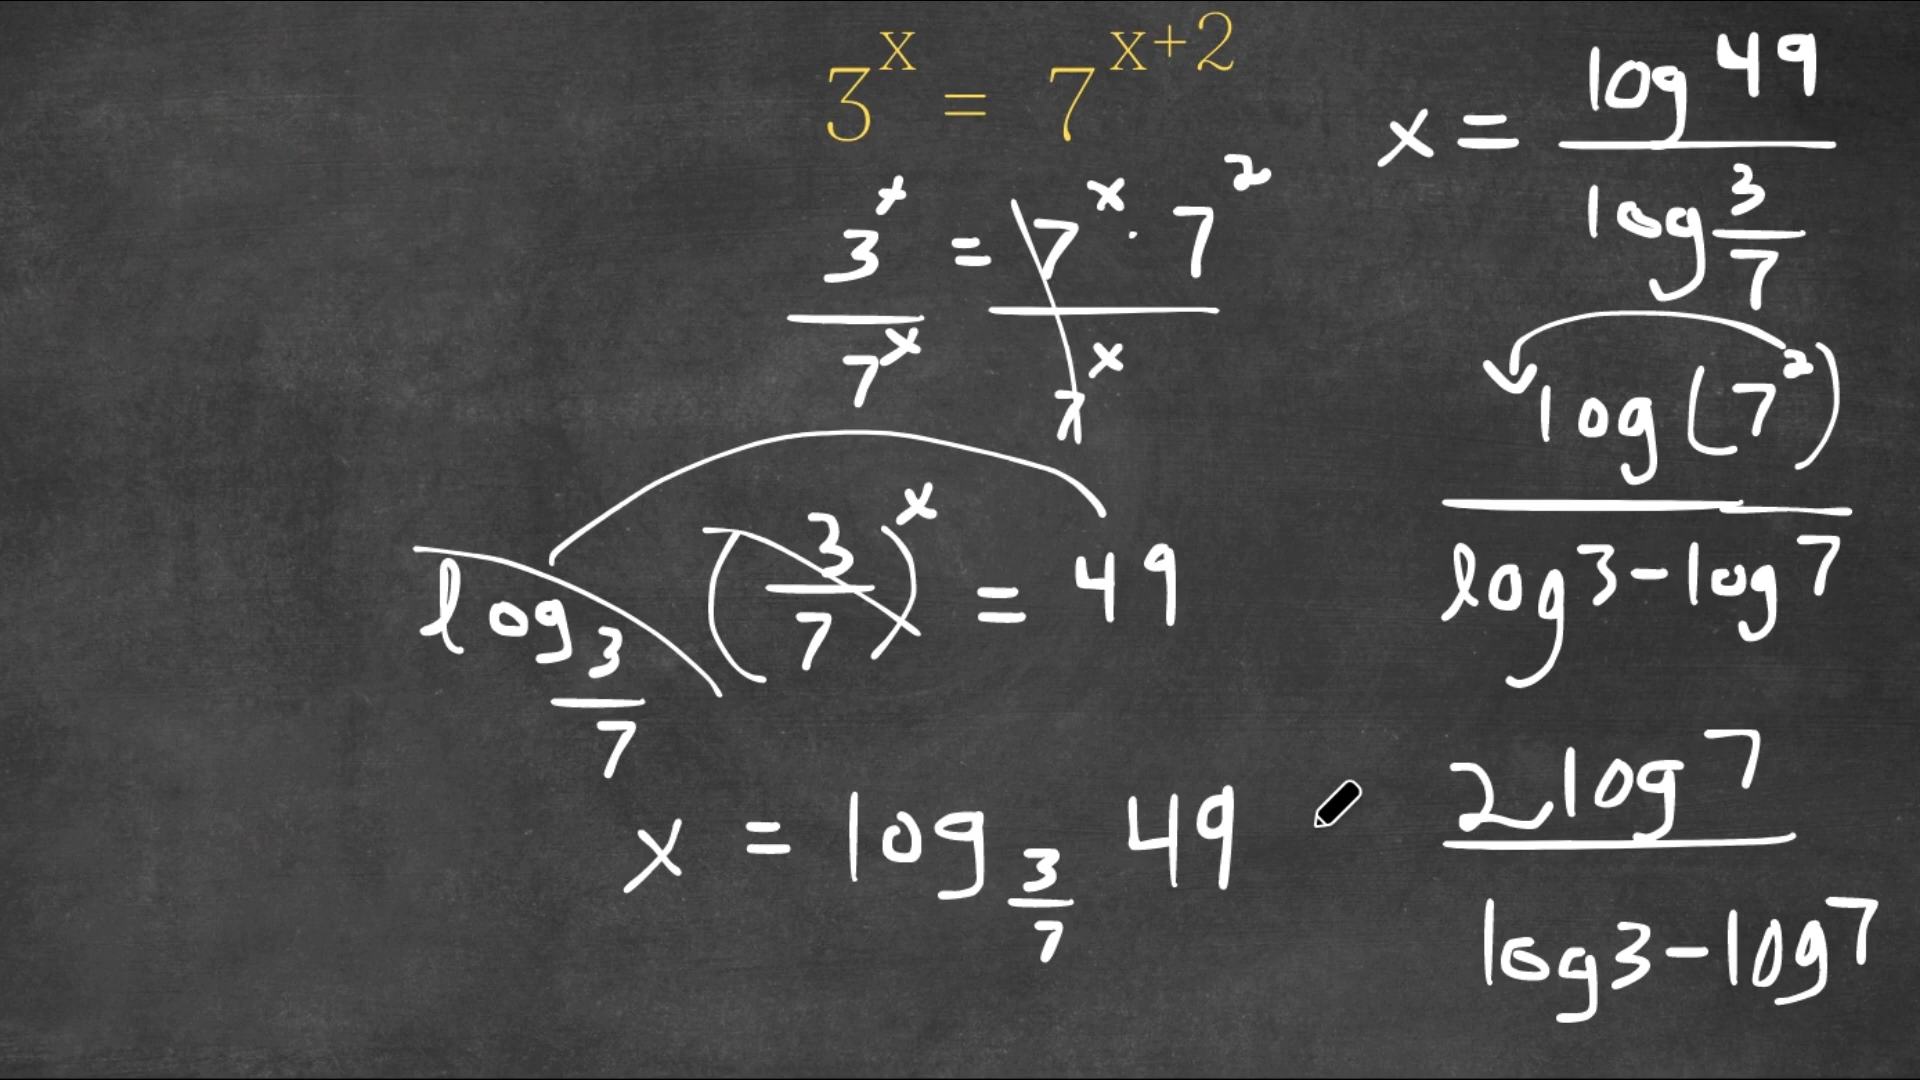 3^x = 7^{x+2}
3^x / 7^x = 7^x · 7^2 / 7^x
log_{3/7} (3/7)^x = 49
x = log_{3/7} 49
x = log 49 / log 3/7
log (7^2) / log 3 - log 7
2 log 7 / log 3 - log 7